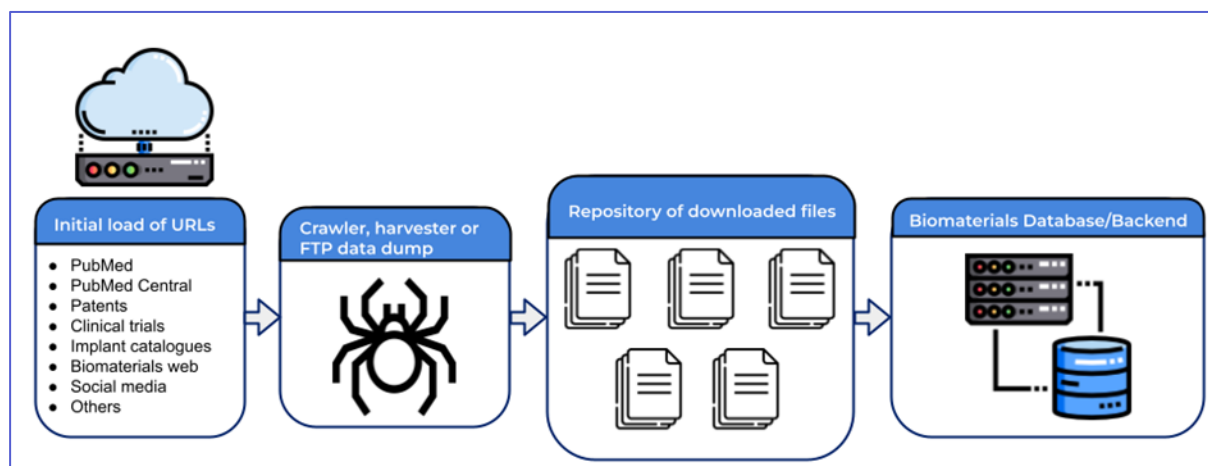 Initial load of URLs
● PubMed
● PubMed Central
● Patents
● Clinical trials
● Implant catalogues
● Biomaterials web
● Social media
● Others
Crawler, harvester or
FTP data dump
Repository of downloaded files
Biomaterials Database/Backend